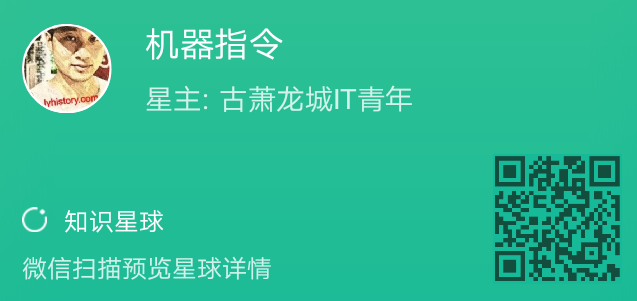 机器指令
lyhistory.com
星主: 古萧龙城IT青年
知识星球
微信扫描预览星球详情